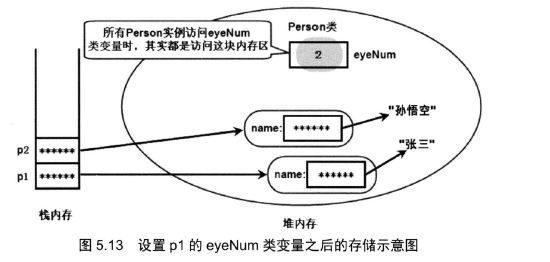 所有Person实例访问eyeNum
类变量时，其实都是访问这块内存区
Person类
2
eyeNum
name:
******
"孙悟空"
p2
******
name:
******
"张三"
p1
******
栈内存
堆内存
图 5.13 设置 p1 的 eyeNum 类变量之后的存储示意图